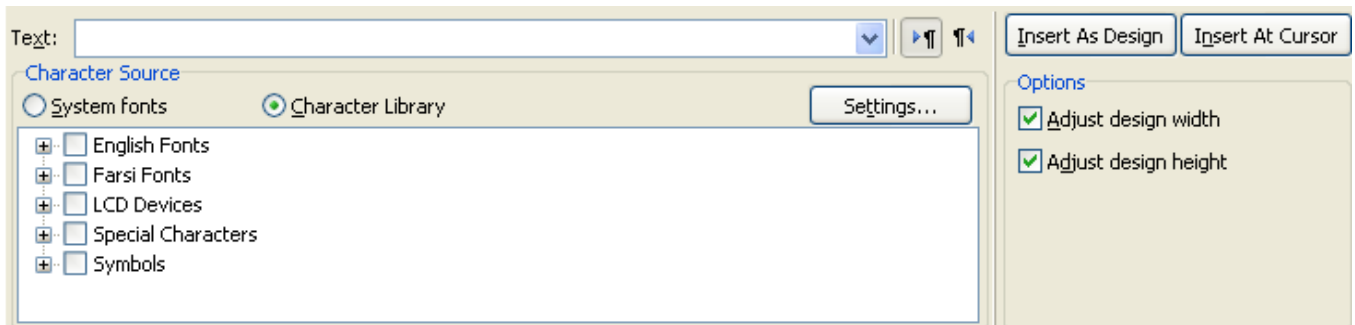 Text:
Insert As Design
Insert At Cursor
Character Source
System fonts
Character Library
Settings...
English Fonts
Farsi Fonts
LCD Devices
Special Characters
Symbols
Options
Adjust design width
Adjust design height